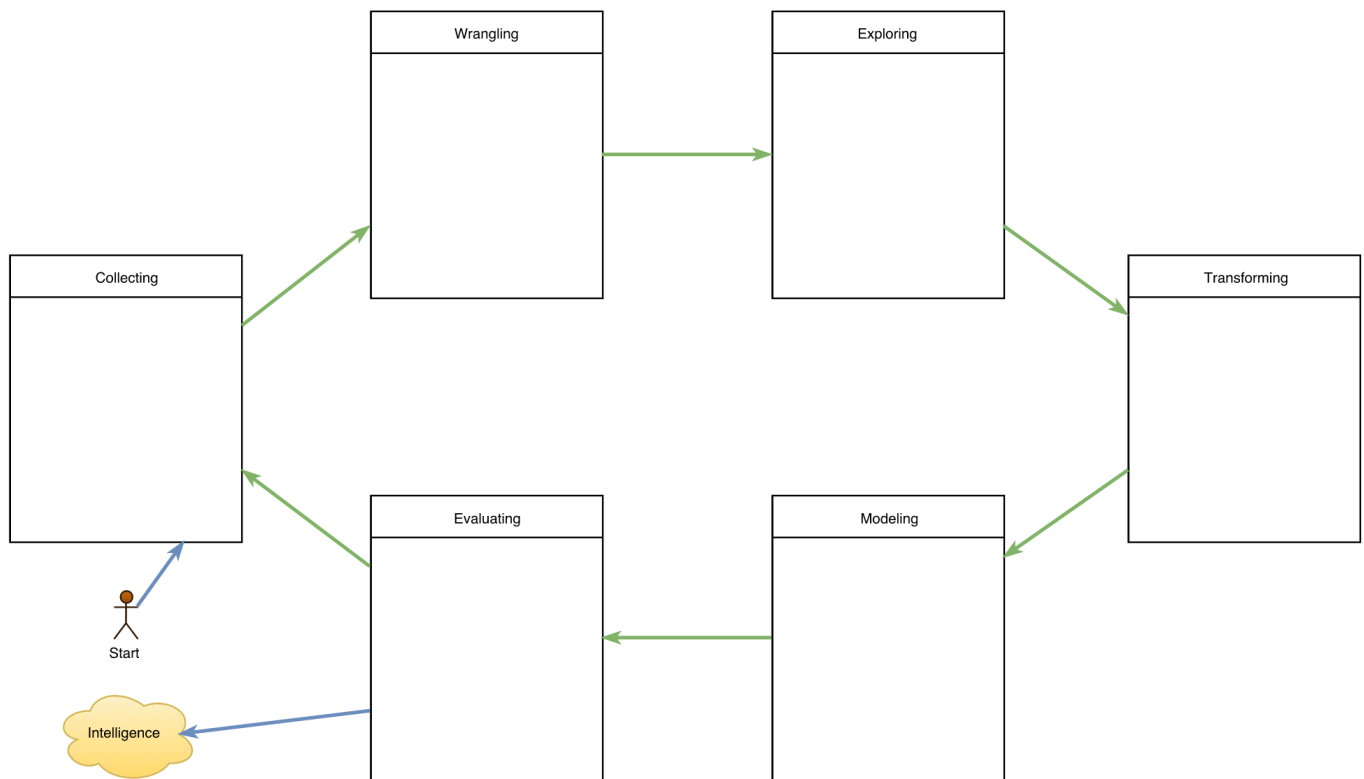 Wrangling
Exploring
Collecting
Transforming
Evaluating
Modeling
Start
Intelligence